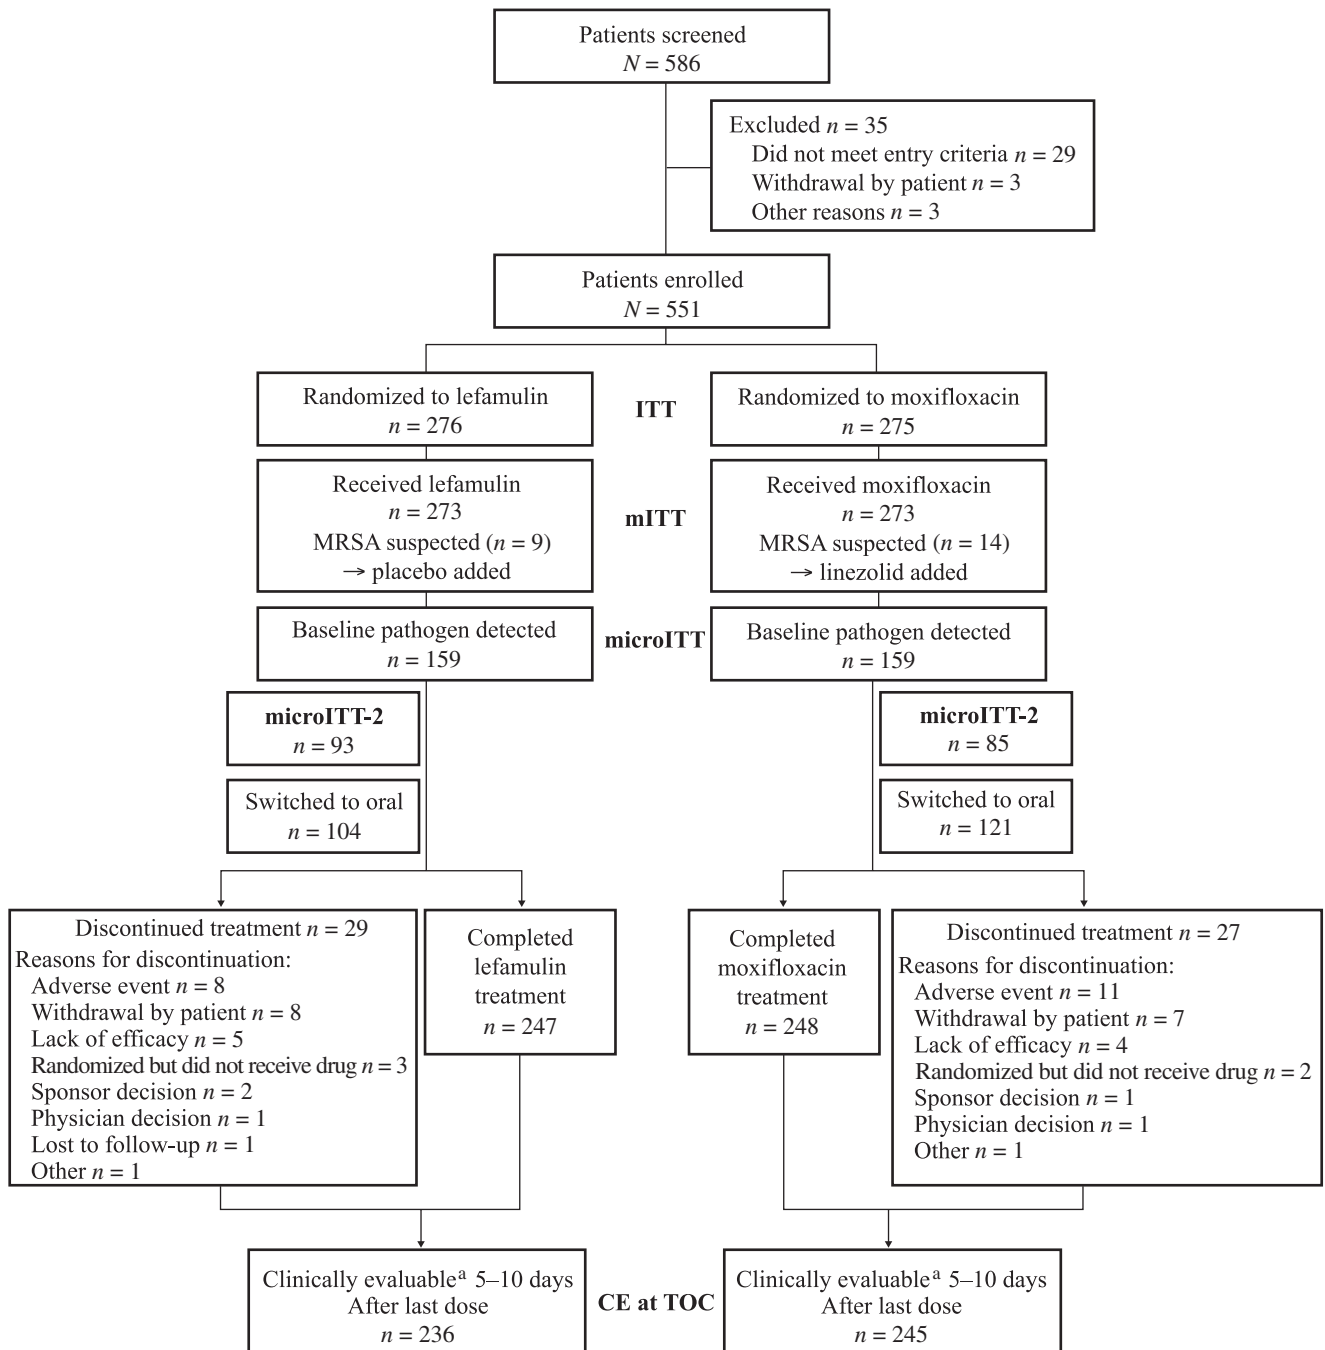 Patients screened
N = 586
Excluded n = 35
Did not meet entry criteria n = 29
Withdrawal by patient n = 3
Other reasons n = 3
Patients enrolled
N = 551
Randomized to lefamulin
n = 276
ITT
Randomized to moxifloxacin
n = 275
Received lefamulin
n = 273
MRSA suspected (n = 9)
→ placebo added
mITT
Received moxifloxacin
n = 273
MRSA suspected (n = 14)
→ linezolid added
Baseline pathogen detected
n = 159
microITT
Baseline pathogen detected
n = 159
microITT-2
n = 93
microITT-2
n = 85
Switched to oral
n = 104
Switched to oral
n = 121
Discontinued treatment n = 29
Reasons for discontinuation:
Adverse event n = 8
Withdrawal by patient n = 8
Lack of efficacy n = 5
Randomized but did not receive drug n = 3
Sponsor decision n = 2
Physician decision n = 1
Lost to follow-up n = 1
Other n = 1
Completed
lefamulin
treatment
n = 247
Completed
moxifloxacin
treatment
n = 248
Discontinued treatment n = 27
Reasons for discontinuation:
Adverse event n = 11
Withdrawal by patient n = 7
Lack of efficacy n = 4
Randomized but did not receive drug n = 2
Sponsor decision n = 1
Physician decision n = 1
Other n = 1
Clinically evaluableᵃ 5–10 days
After last dose
n = 236
CE at TOC
Clinically evaluableᵃ 5–10 days
After last dose
n = 245